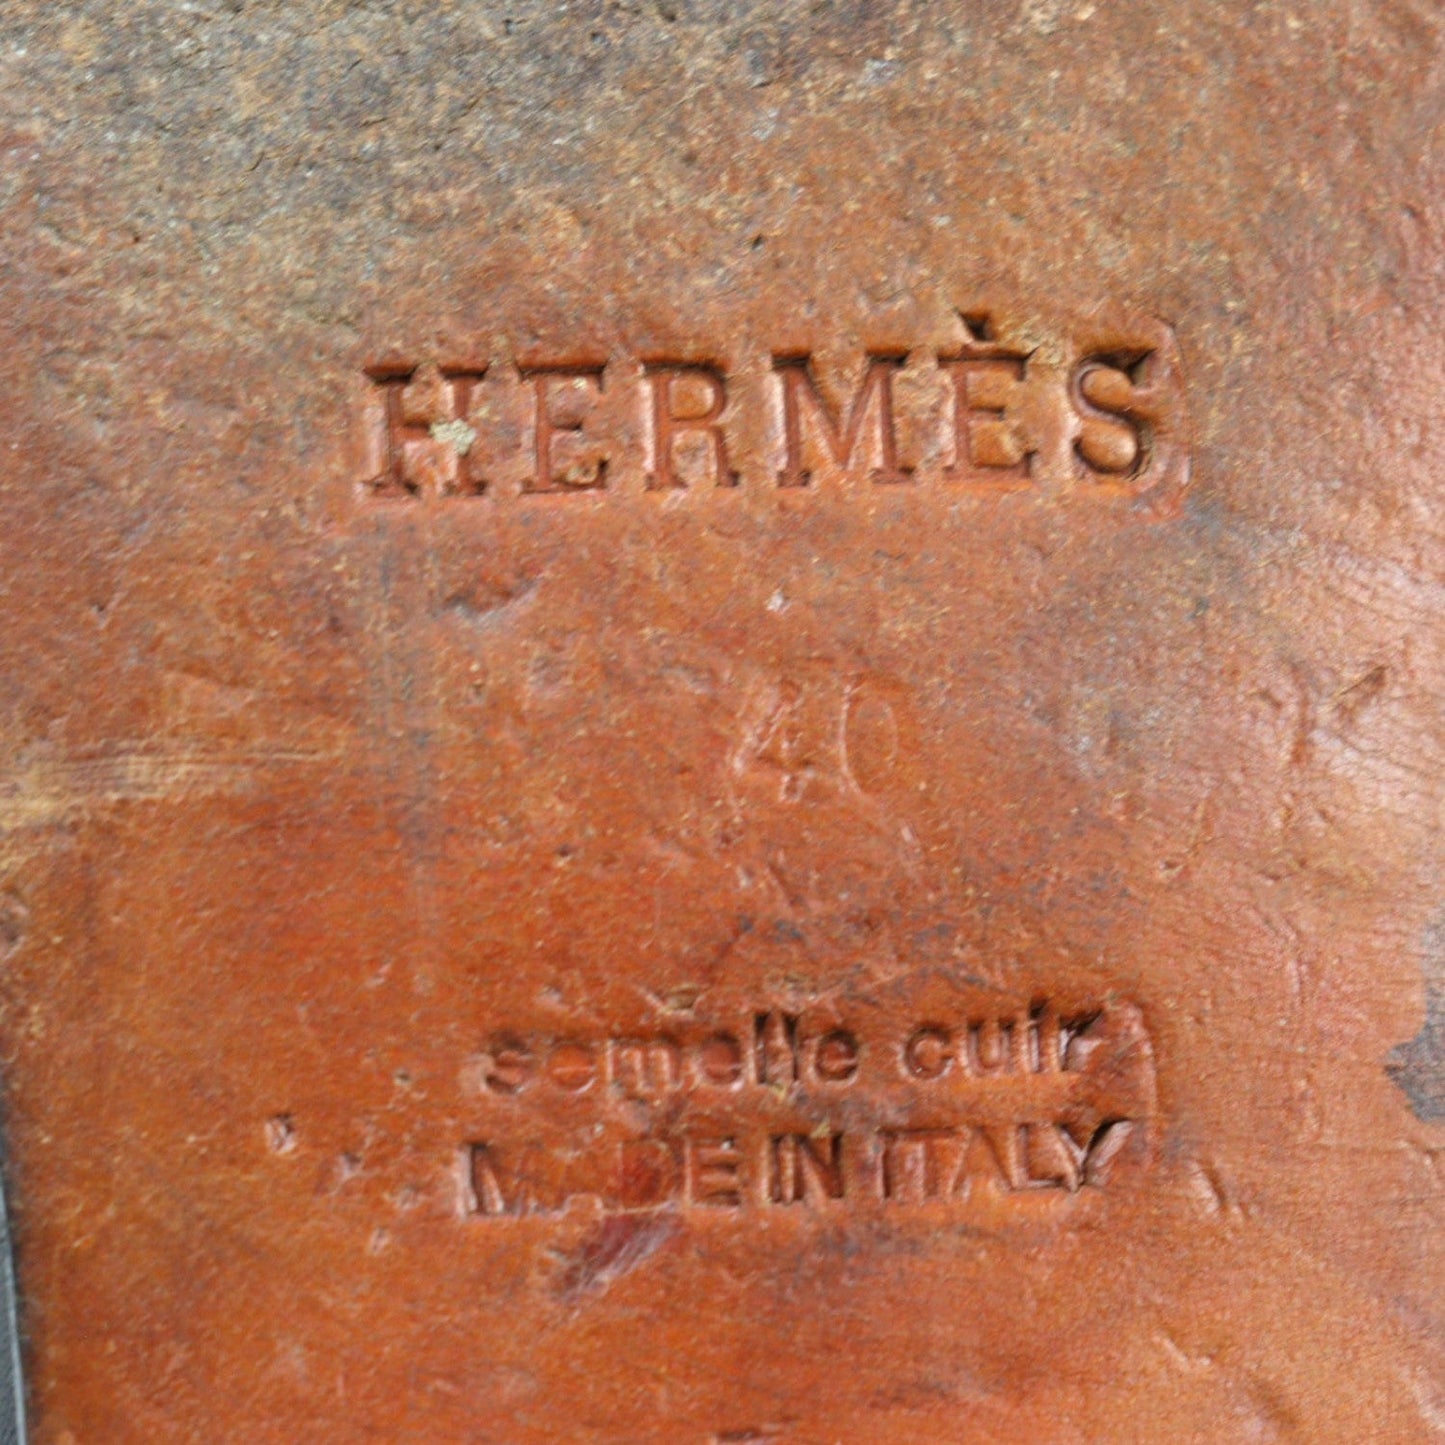 HERMÈS
40
semelle cuir
MADE IN ITALY